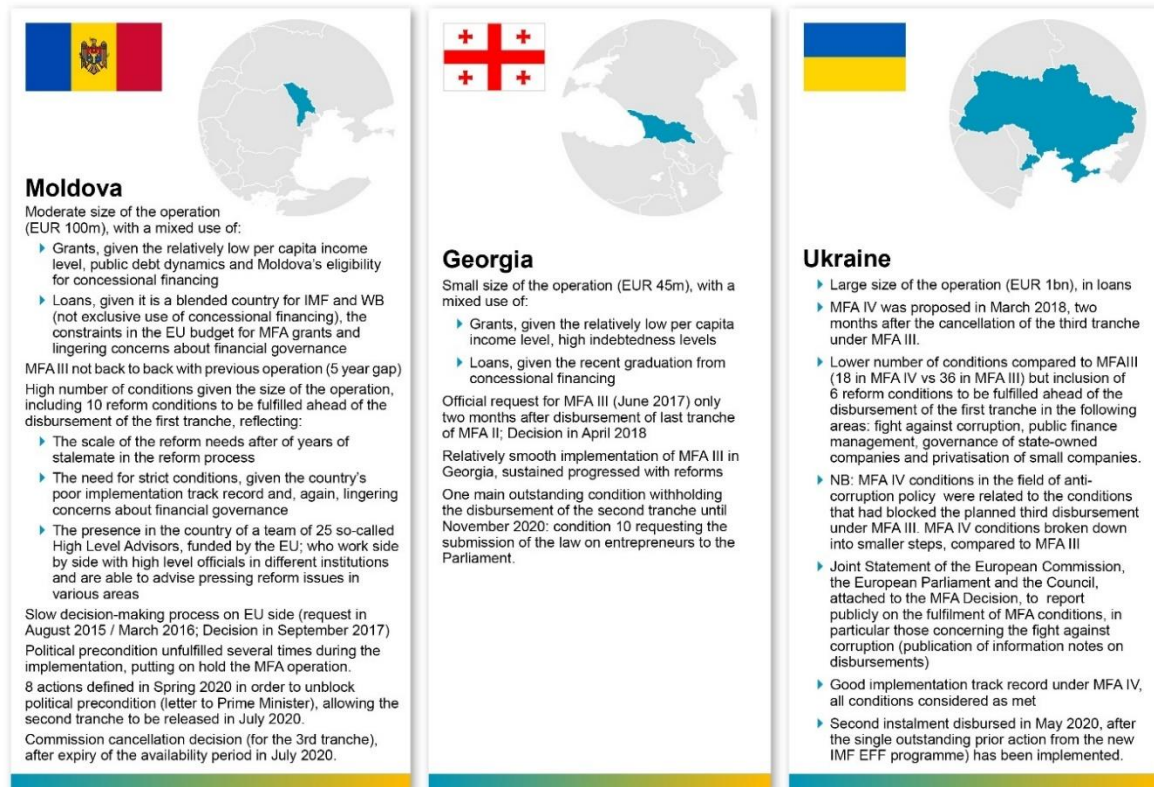 Moldova
Moderate size of the operation
(EUR 100m), with a mixed use of:
Grants, given the relatively low per capita income
level, public debt dynamics and Moldova's eligibility
for concessional financing
Loans, given it is a blended country for IMF and WB
(not exclusive use of concessional financing), the
constraints in the EU budget for MFA grants and
lingering concerns about financial governance
MFA III not back to back with previous operation (5 year gap)
High number of conditions given the size of the operation,
including 10 reform conditions to be fulfilled ahead of the
disbursement of the first tranche, reflecting:
The scale of the reform needs after of years of
stalemate in the reform process
The need for strict conditions, given the country's
poor implementation track record and, again, lingering
concerns about financial governance
The presence in the country of a team of 25 so-called
High Level Advisors, funded by the EU; who work side
by side with high level officials in different institutions
and are able to advise pressing reform issues in
various areas
Slow decision-making process on EU side (request in
August 2015 / March 2016; Decision in September 2017)
Political precondition unfulfilled several times during the
implementation, putting on hold the MFA operation.
8 actions defined in Spring 2020 in order to unblock
political precondition (letter to Prime Minister), allowing the
second tranche to be released in July 2020.
Commission cancellation decision (for the 3rd tranche),
after expiry of the availability period in July 2020.
Georgia
Small size of the operation (EUR 45m), with a
mixed use of:
Grants, given the relatively low per capita
income level, high indebtedness levels
Loans, given the recent graduation from
concessional financing
Official request for MFA III (June 2017) only
two months after disbursement of last tranche
of MFA II; Decision in April 2018
Relatively smooth implementation of MFA III in
Georgia, sustained progressed with reforms
One main outstanding condition withholding
the disbursement of the second tranche until
November 2020: condition 10 requesting the
submission of the law on entrepreneurs to the
Parliament.
Ukraine
Large size of the operation (EUR 1bn), in loans
MFA IV was proposed in March 2018, two
months after the cancellation of the third tranche
under MFA III.
Lower number of conditions compared to MFAIII
(18 in MFA IV vs 36 in MFA III) but inclusion of
6 reform conditions to be fulfilled ahead of the
disbursement of the first tranche in the following
areas: fight against corruption, public finance
management, governance of state-owned
companies and privatisation of small companies.
NB: MFA IV conditions in the field of anti-
corruption policy were related to the conditions
that had blocked the planned third disbursement
under MFA III. MFA IV conditions broken down
into smaller steps, compared to MFA III
Joint Statement of the European Commission,
the European Parliament and the Council,
attached to the MFA Decision, to report
publicly on the fulfilment of MFA conditions, in
particular those concerning the fight against
corruption (publication of information notes on
disbursements)
Good implementation track record under MFA IV,
all conditions considered as met
Second instalment disbursed in May 2020, after
the single outstanding prior action from the new
IMF EFF programme) has been implemented.